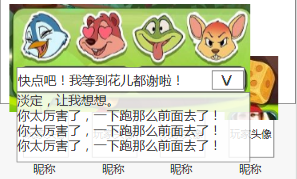 快点吧！我等到花儿都谢啦！
V
淡定，让我想想。
你太厉害了，一下跑那么前面去了！
你太厉害了，一下跑那么前面去了！
你太厉害了，一下跑那么前面去了！
玩家头像
昵称 昵称 昵称 昵称